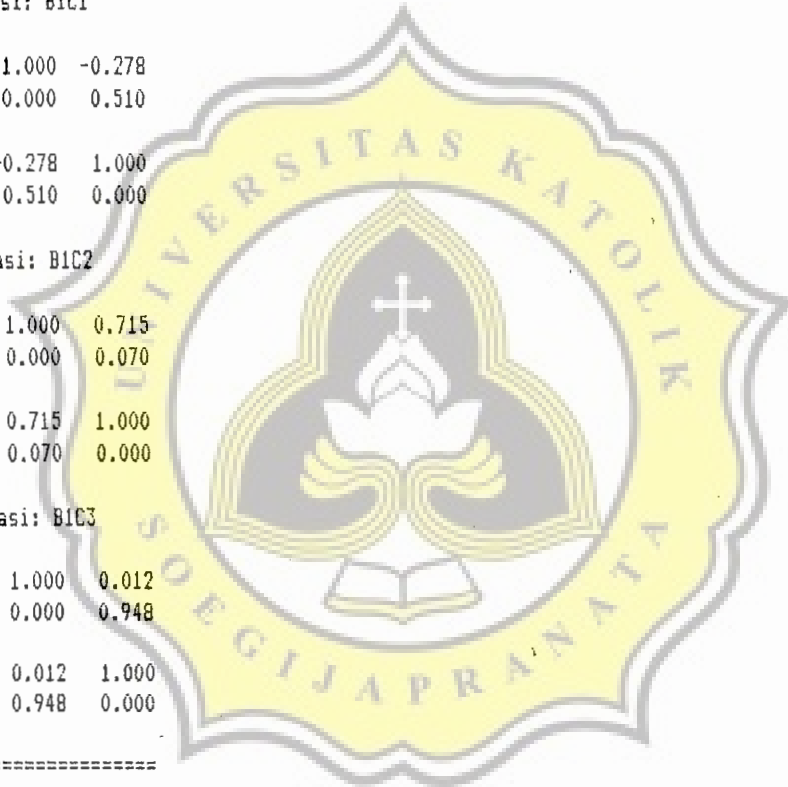 B1C1
1.000 -0.278
0.000 0.510
-0.278 1.000
0.510 0.000
asi: B1C2
1.000 0.715
0.000 0.070
0.715 1.000
0.070 0.000
asi: B1C3
1.000 0.012
0.000 0.948
0.012 1.000
0.948 0.000
==============
UNIVERSITAS KATOLIK
SOEGIJAPRANATA